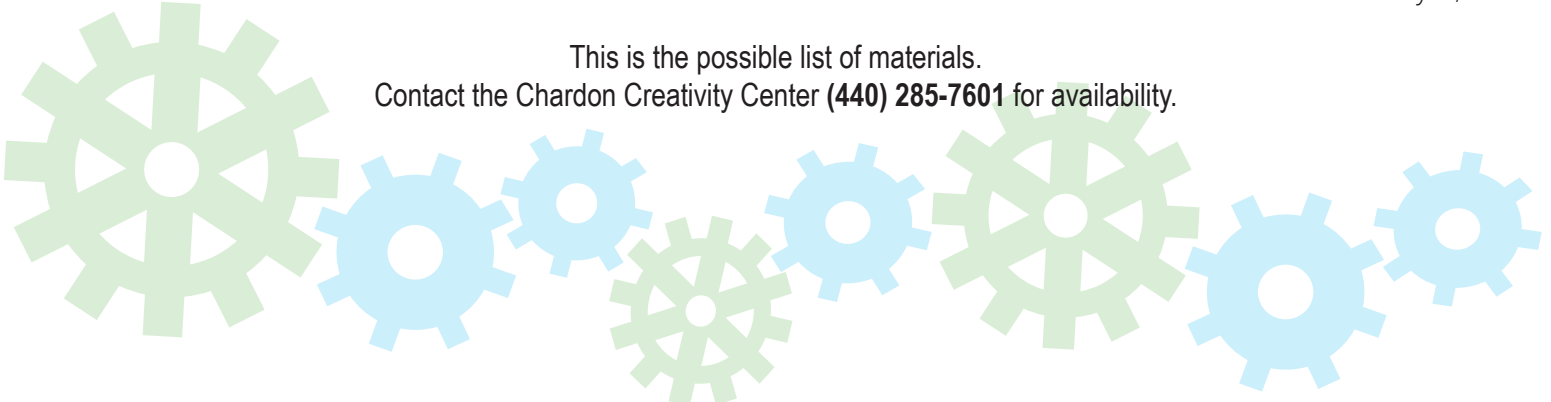 This is the possible list of materials.
Contact the Chardon Creativity Center (440) 285-7601 for availability.